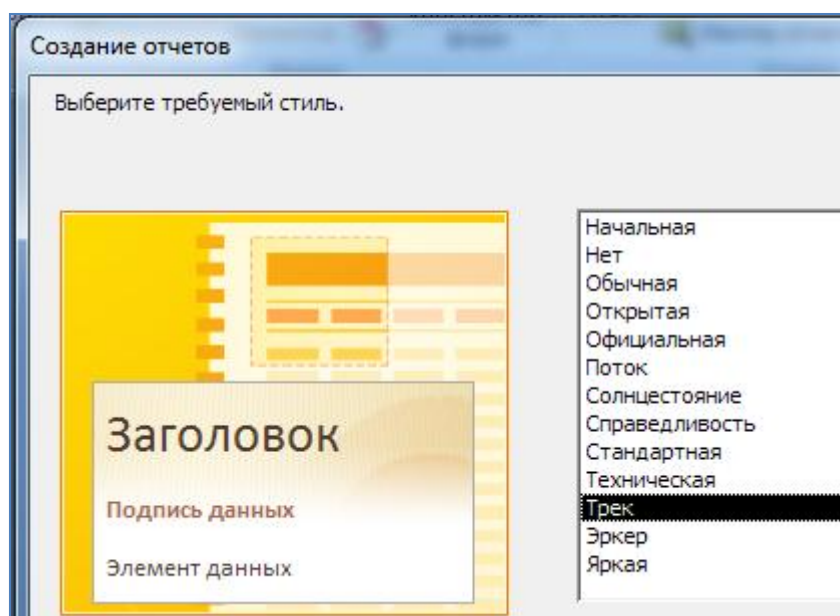 Создание отчетов
Выберите требуемый стиль.
Заголовок
Подпись данных
Элемент данных
Начальная
Нет
Обычная
Открытая
Официальная
Поток
Солнцестояние
Справедливость
Стандартная
Техническая
Трек
Эркер
Яркая